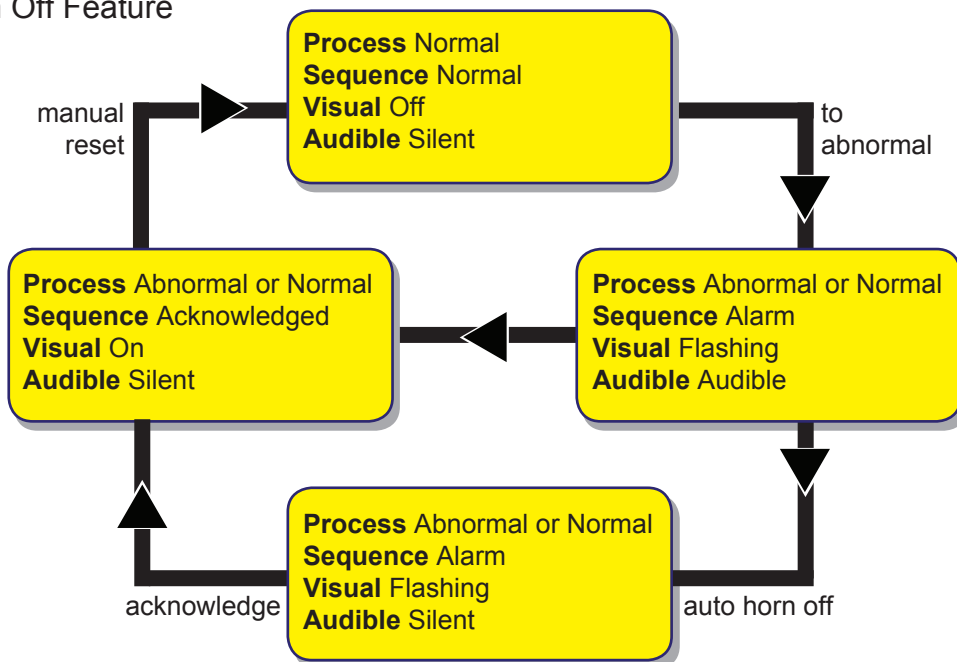 Off Feature
Process Normal
Sequence Normal
Visual Off
Audible Silent
manual
reset
to
abnormal
Process Abnormal or Normal
Sequence Acknowledged
Visual On
Audible Silent
Process Abnormal or Normal
Sequence Alarm
Visual Flashing
Audible Audible
Process Abnormal or Normal
Sequence Alarm
Visual Flashing
Audible Silent
acknowledge
auto horn off